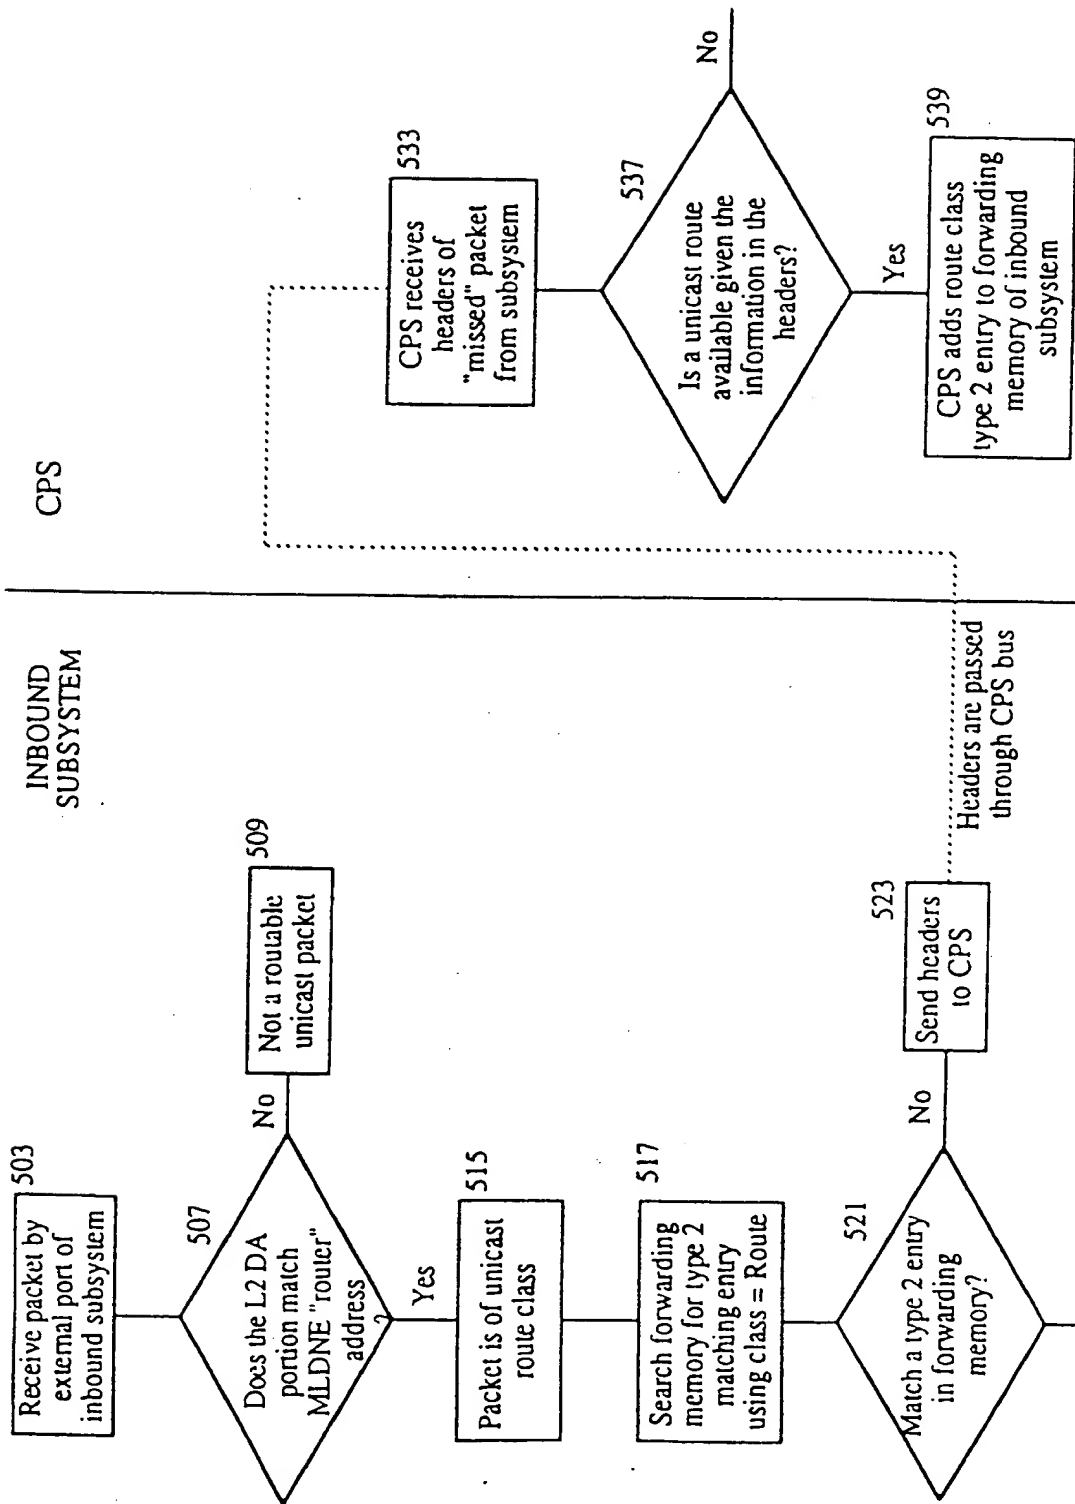 INBOUND
SUBSYSTEM
CPS
503
Receive packet by
external port of
inbound subsystem
507
Does the L2 DA
portion match
MLDNE "router"
address
?
No
509
Not a routable
unicast packet
Yes
515
Packet is of unicast
route class
517
Search forwarding
memory for type 2
matching entry
using class = Route
521
Match a type 2 entry
in forwarding
memory?
No
523
Send headers
to CPS
Headers are passed
through CPS bus
533
CPS receives
headers of
"missed" packet
from subsystem
537
Is a unicast route
available given the
information in the
headers?
No
Yes
539
CPS adds route class
type 2 entry to forwarding
memory of inbound
subsystem